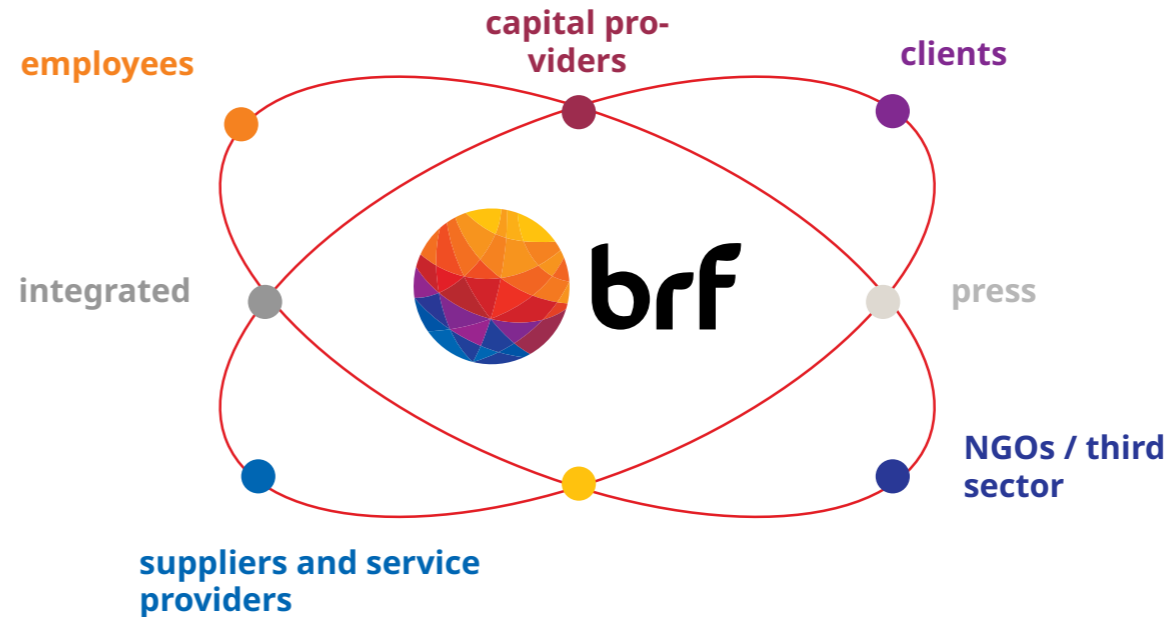 capital pro-
viders
employees
clients
brf
integrated
press
NGOs / third
sector
suppliers and service
providers